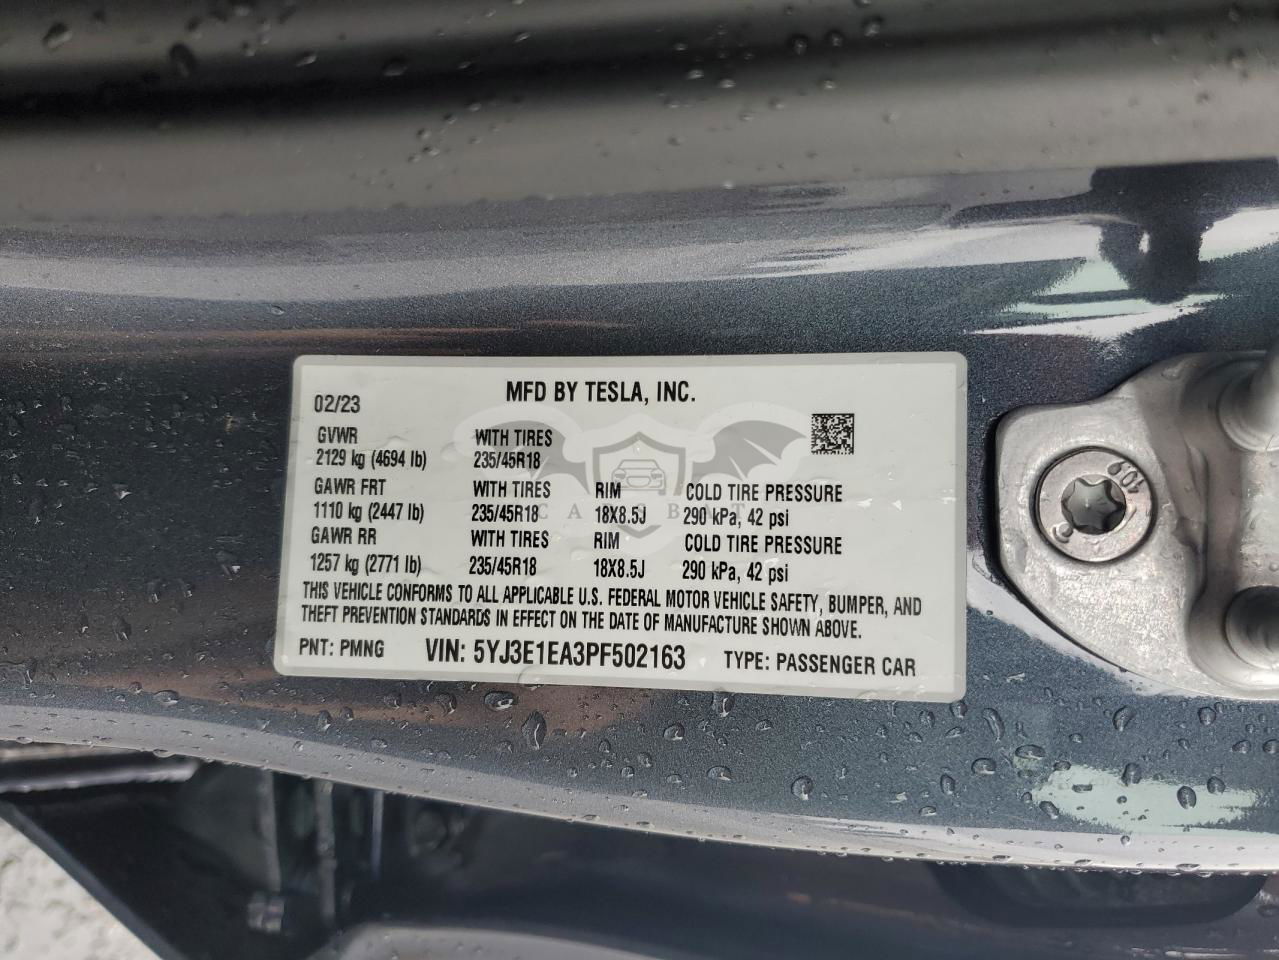 MFD BY TESLA, INC.
02/23
GVWR WITH TIRES
2129 kg (4694 lb) 235/45R18
GAWR FRT WITH TIRES RIM COLD TIRE PRESSURE
1110 kg (2447 lb) 235/45R18 18X8.5J 290 kPa, 42 psi
GAWR RR WITH TIRES RIM COLD TIRE PRESSURE
1257 kg (2771 lb) 235/45R18 18X8.5J 290 kPa, 42 psi
THIS VEHICLE CONFORMS TO ALL APPLICABLE U.S. FEDERAL MOTOR VEHICLE SAFETY, BUMPER, AND
THEFT PREVENTION STANDARDS IN EFFECT ON THE DATE OF MANUFACTURE SHOWN ABOVE.
PNT: PMNG VIN: 5YJ3E1EA3PF502163 TYPE: PASSENGER CAR